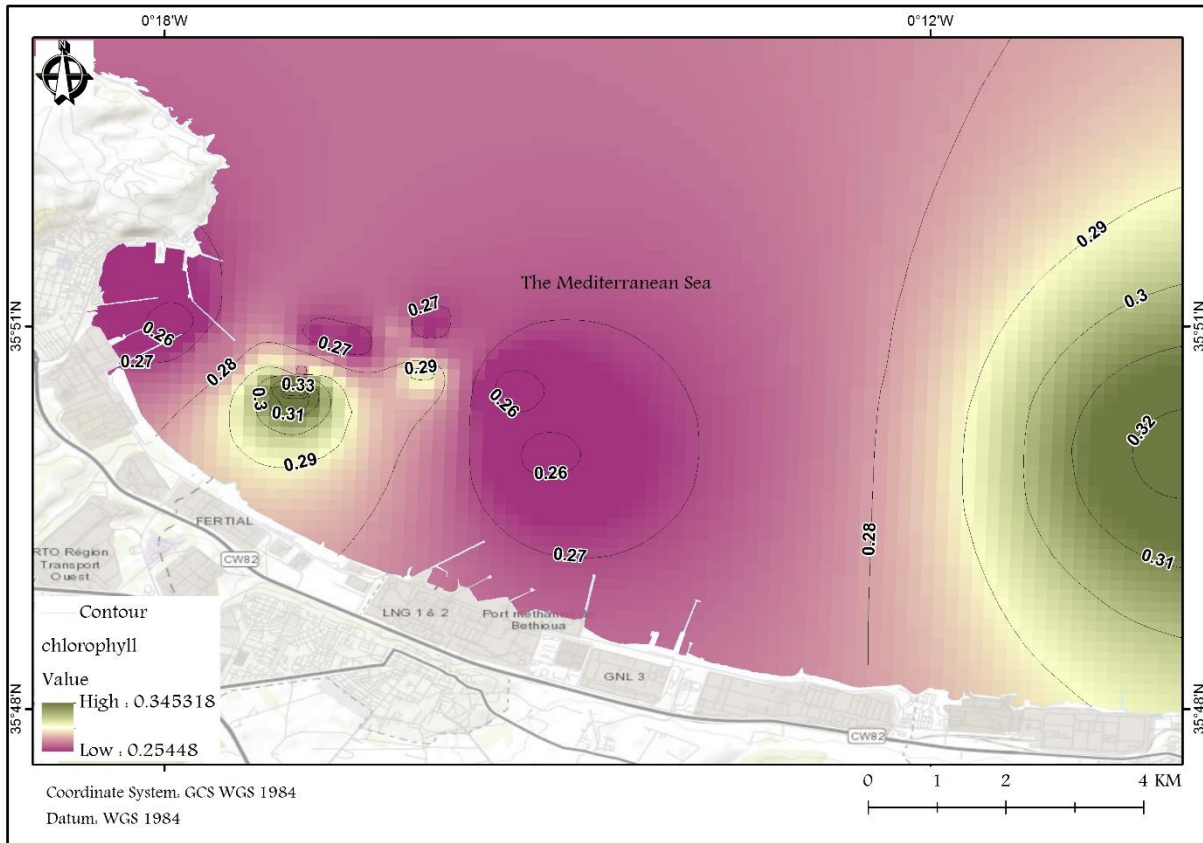 0°18'W
0°12'W
N
0.29
The Mediterranean Sea
0.3
0.27
35°51'N
35°51'N
0.26
0.27
0.27
0.28
0.29
0.33
0.3
0.31
0.26
0.32
0.29
0.26
0.27
0.28
0.31
FERTIAL
CW82
RTO Région
Transport
Ouest
LNG 1 & 2
Bethioua
GNL 3
CW82
Contour
chlorophyll
Value
High : 0.345318
Low : 0.25448
35°48'N
35°48'N
0 1 2 4 KM
Coordinate System: GCS WGS 1984
Datum: WGS 1984